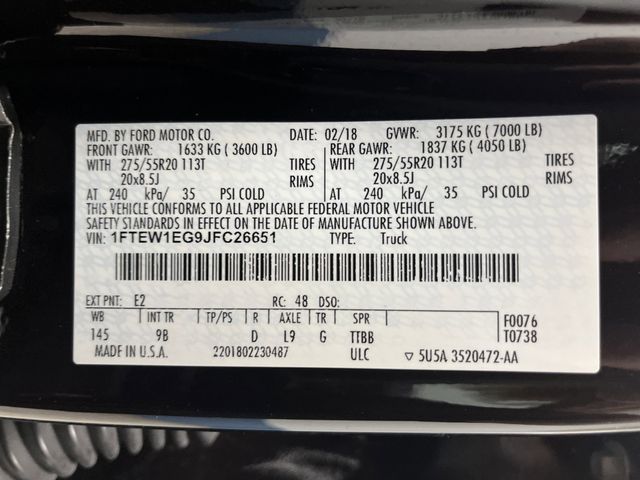 MFD. BY FORD MOTOR CO. DATE: 02/18 GVWR: 3175 KG ( 7000 LB)
FRONT GAWR: 1633 KG ( 3600 LB) REAR GAWR: 1837 KG ( 4050 LB)
WITH 275/55R20 113T TIRES WITH 275/55R20 113T TIRES
20x8.5J RIMS 20x8.5J RIMS
AT 240 kPa/ 35 PSI COLD AT 240 kPa/ 35 PSI COLD
THIS VEHICLE CONFORMS TO ALL APPLICABLE FEDERAL MOTOR VEHICLE
SAFETY STANDARDS IN EFFECT ON THE DATE OF MANUFACTURE SHOWN ABOVE.
VIN: 1FTEW1EG9JFC26651 TYPE: Truck
EXT PNT: E2 RC: 48 DSO:
WB INT TR TP/PS R AXLE TR SPR F0076
145 9B D L9 G TTBB T0738
MADE IN U.S.A. 2201802230487 ULC ▽ 5U5A 3520472-AA